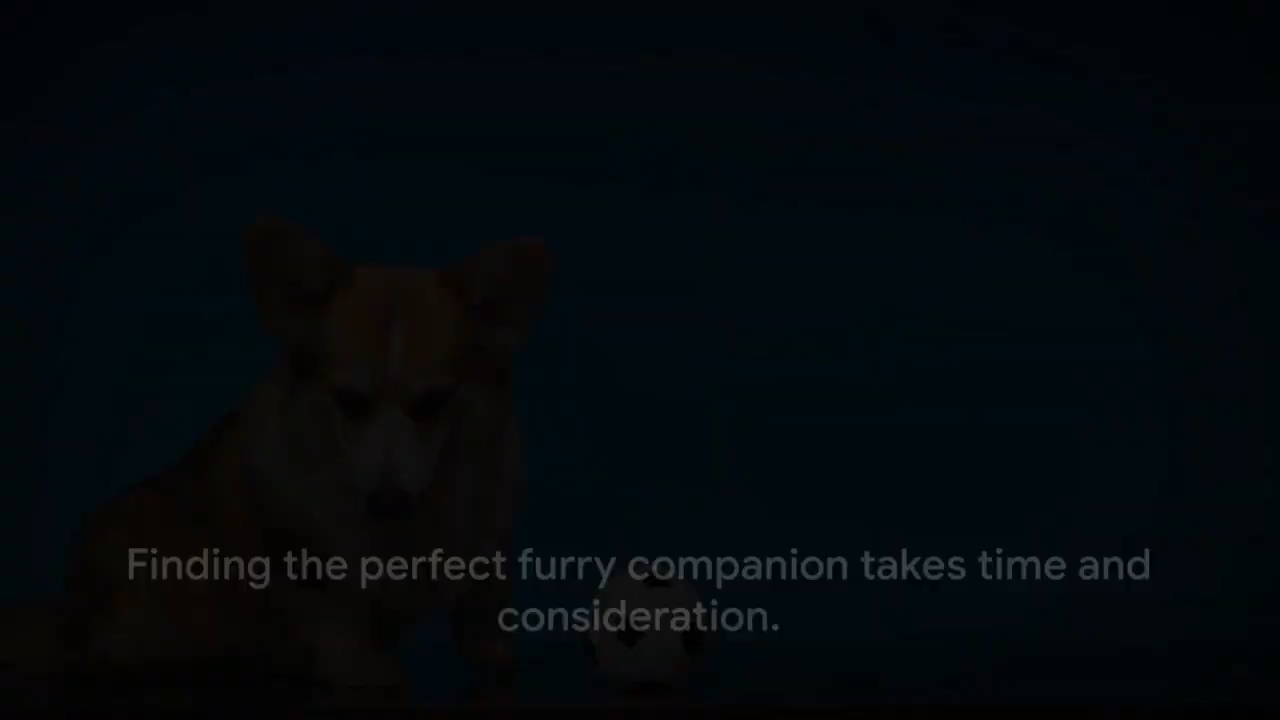 Finding the perfect furry companion takes time and
consideration.